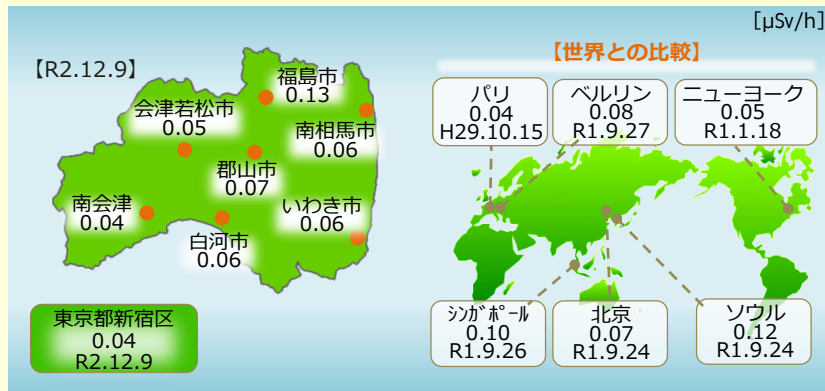 [μSv/h]
【R2.12.9】
福島市
0.13
会津若松市
0.05
南相馬市
0.06
郡山市
0.07
南会津
0.04
いわき市
0.06
白河市
0.06
東京都新宿区
0.04
R2.12.9
【世界との比較】
パリ
0.04
H29.10.15
ベルリン
0.08
R1.9.27
ニューヨーク
0.05
R1.1.18
シンガポール
0.10
R1.9.26
北京
0.07
R1.9.24
ソウル
0.12
R1.9.24